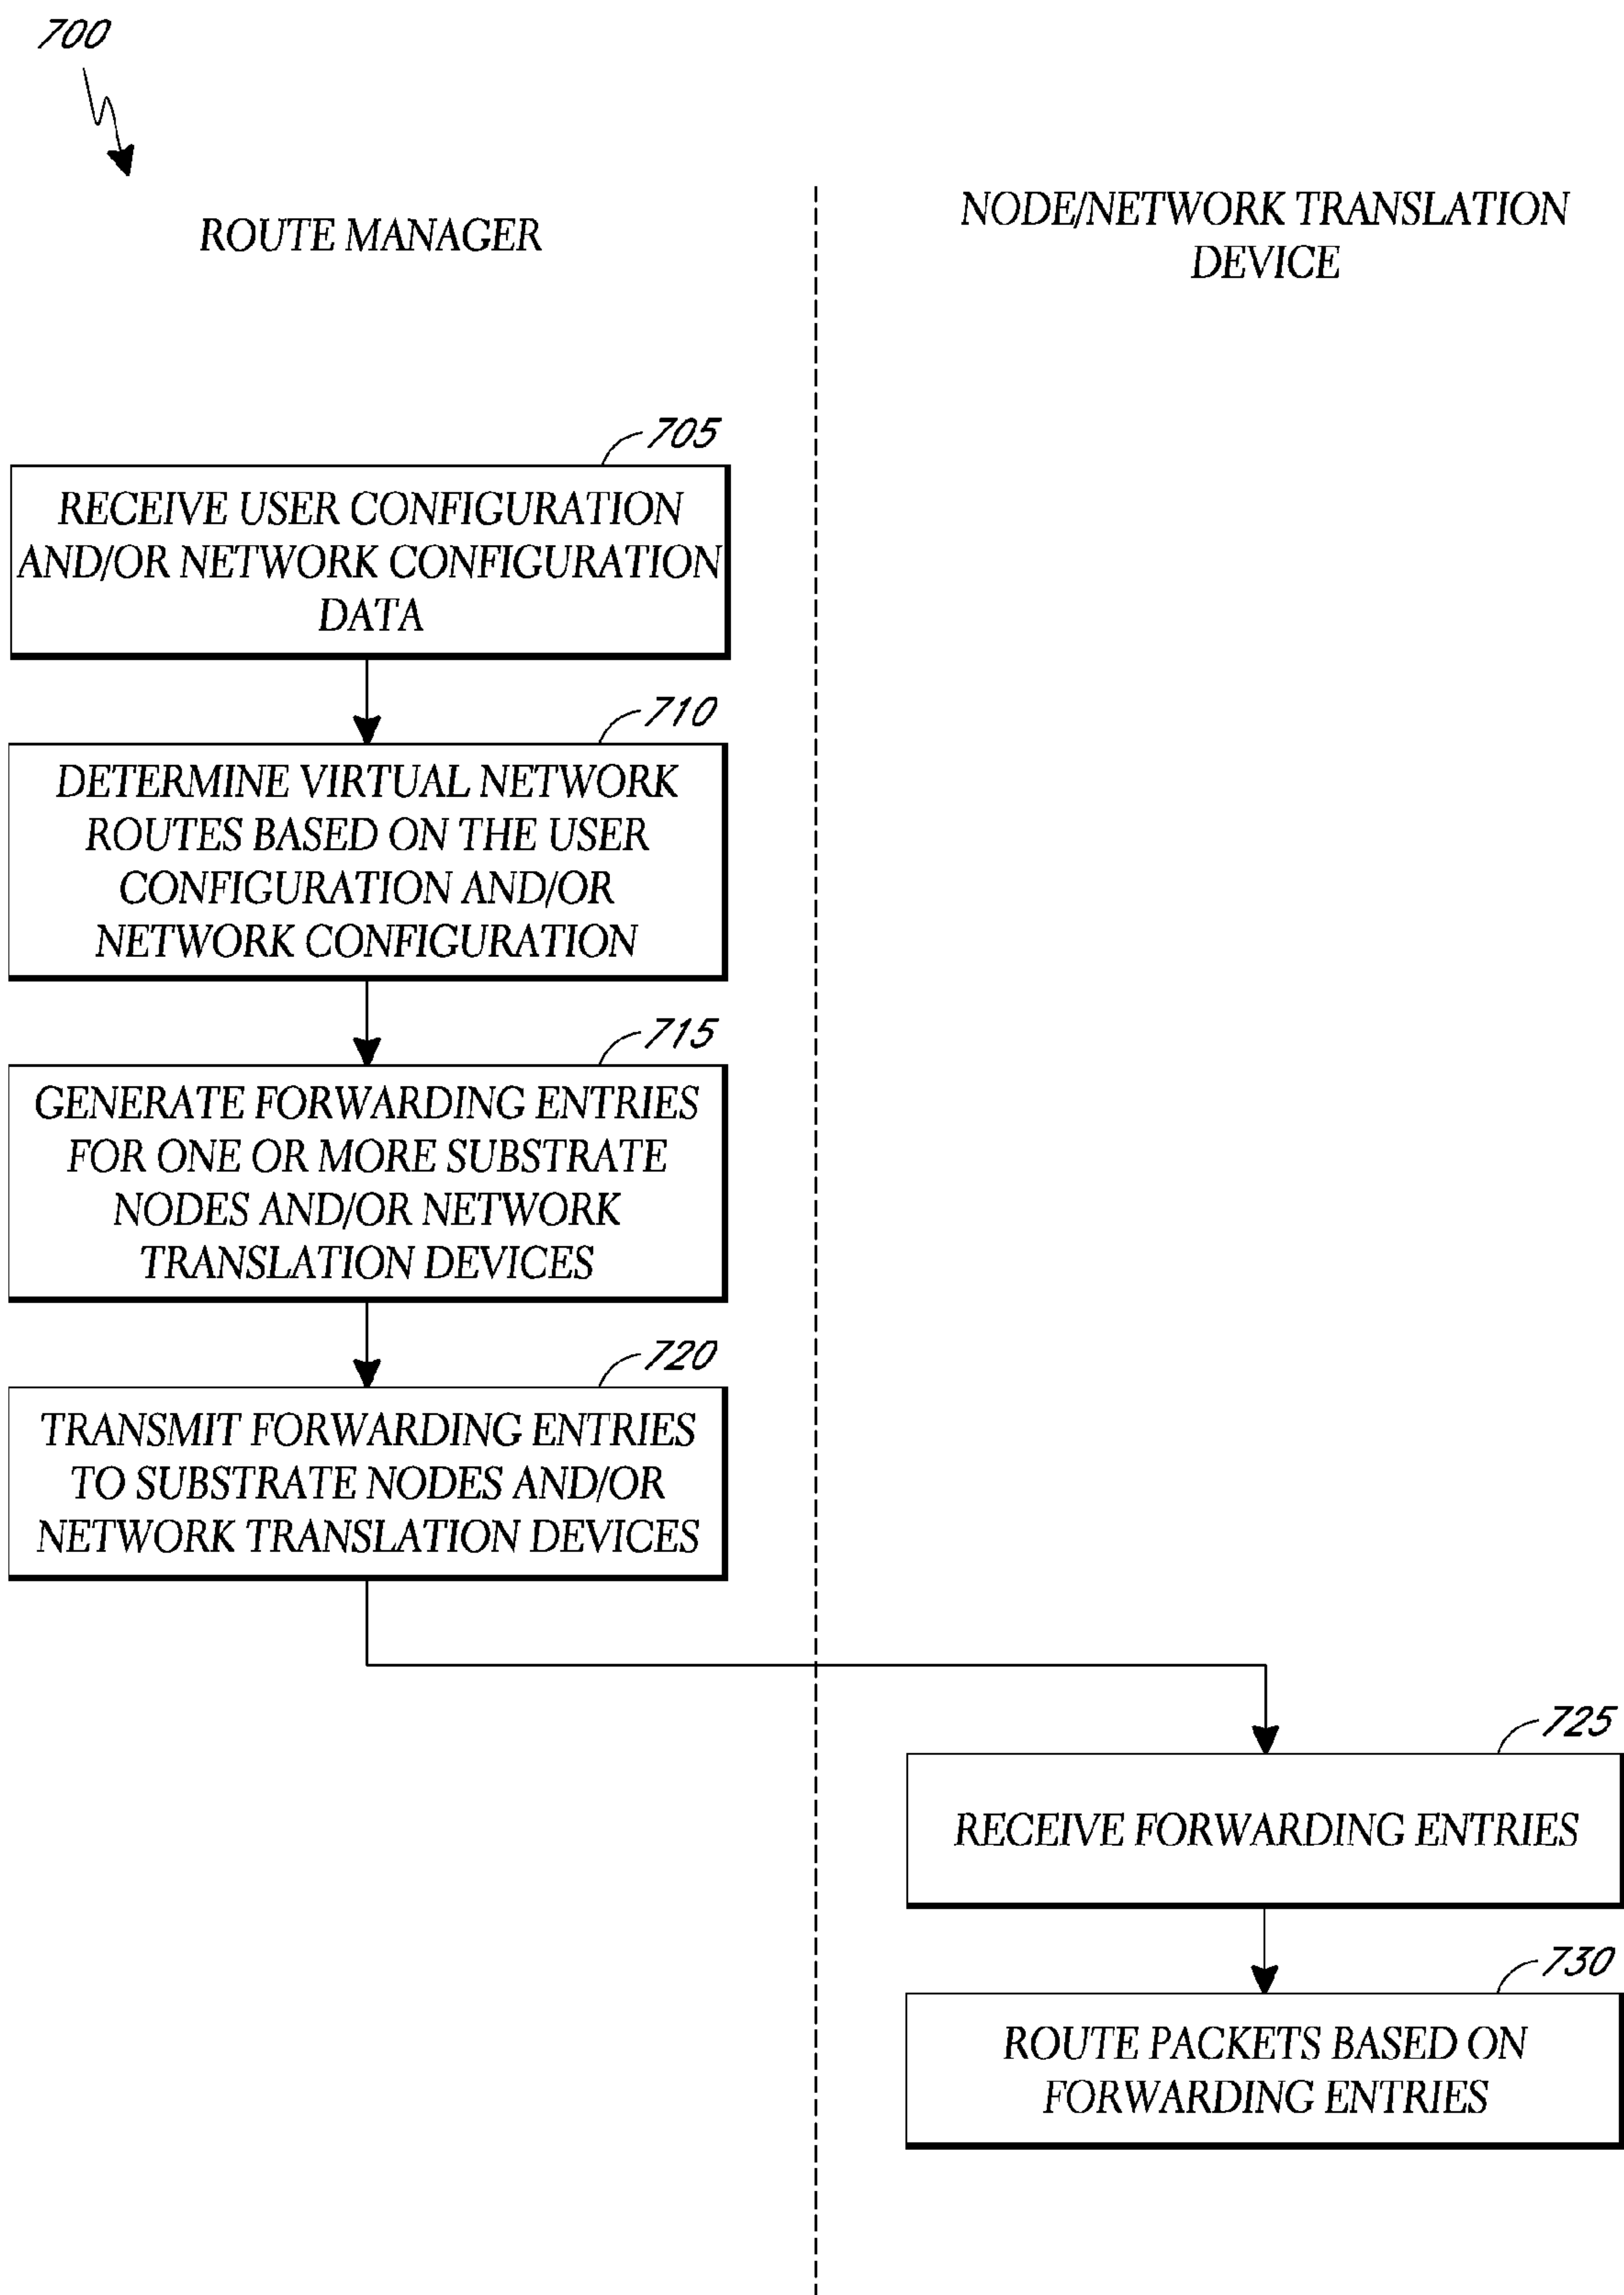 700
ROUTE MANAGER
NODE/NETWORK TRANSLATION
DEVICE
705
RECEIVE USER CONFIGURATION
AND/OR NETWORK CONFIGURATION
DATA
710
DETERMINE VIRTUAL NETWORK
ROUTES BASED ON THE USER
CONFIGURATION AND/OR
NETWORK CONFIGURATION
715
GENERATE FORWARDING ENTRIES
FOR ONE OR MORE SUBSTRATE
NODES AND/OR NETWORK
TRANSLATION DEVICES
720
TRANSMIT FORWARDING ENTRIES
TO SUBSTRATE NODES AND/OR
NETWORK TRANSLATION DEVICES
725
RECEIVE FORWARDING ENTRIES
730
ROUTE PACKETS BASED ON
FORWARDING ENTRIES